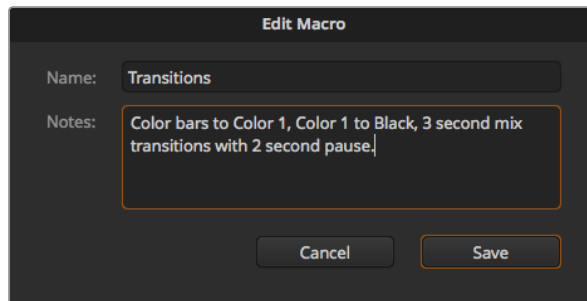 Edit Macro
Name: Transitions
Notes: Color bars to Color 1, Color 1 to Black, 3 second mix
transitions with 2 second pause.
Cancel Save